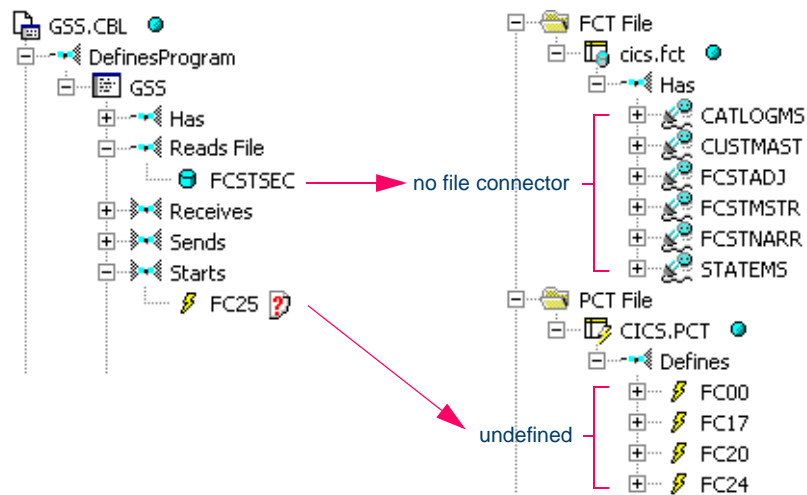 GSS.CBL
DefinesProgram
GSS
Has
Reads File
FCSTSEC
Receives
Sends
Starts
FC25 ?
no file connector
undefined
FCT File
cics.fct
Has
CATLOGMS
CUSTMAST
FCSTADJ
FCSTMSTR
FCSTNARR
STATEMS
PCT File
CICS.PCT
Defines
FC00
FC17
FC20
FC24